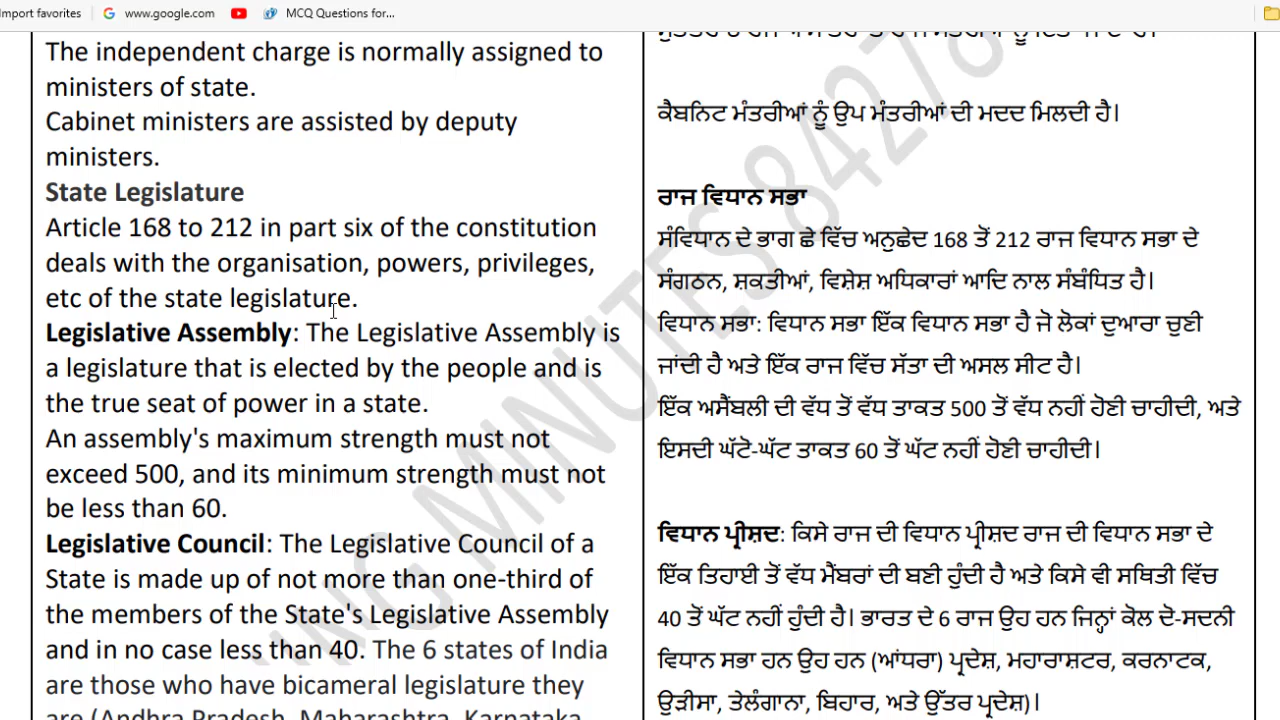 Import favorites
www.google.com
MCQ Questions for...
The independent charge is normally assigned to
ministers of state.
Cabinet ministers are assisted by deputy
ministers.
State Legislature
Article 168 to 212 in part six of the constitution
deals with the organisation, powers, privileges,
etc of the state legislature.
Legislative Assembly: The Legislative Assembly is
a legislature that is elected by the people and is
the true seat of power in a state.
An assembly's maximum strength must not
exceed 500, and its minimum strength must not
be less than 60.
Legislative Council: The Legislative Council of a
State is made up of not more than one-third of
the members of the State's Legislative Assembly
and in no case less than 40. The 6 states of India
are those who have bicameral legislature they
are (Andhra Pradesh, Maharashtra, Karnataka,
ਕੈਬਨਿਟ ਮੰਤਰੀਆਂ ਨੂੰ ਉਪ ਮੰਤਰੀਆਂ ਦੀ ਮਦਦ ਮਿਲਦੀ ਹੈ।
ਰਾਜ ਵਿਧਾਨ ਸਭਾ
ਸੰਵਿਧਾਨ ਦੇ ਭਾਗ ਛੇ ਵਿੱਚ ਅਨੁਛੇਦ 168 ਤੋਂ 212 ਰਾਜ ਵਿਧਾਨ ਸਭਾ ਦੇ
ਸੰਗਠਨ, ਸ਼ਕਤੀਆਂ, ਵਿਸ਼ੇਸ਼ ਅਧਿਕਾਰਾਂ ਆਦਿ ਨਾਲ ਸੰਬੰਧਿਤ ਹੈ।
ਵਿਧਾਨ ਸਭਾ: ਵਿਧਾਨ ਸਭਾ ਇੱਕ ਵਿਧਾਨ ਸਭਾ ਹੈ ਜੋ ਲੋਕਾਂ ਦੁਆਰਾ ਚੁਣੀ
ਜਾਂਦੀ ਹੈ ਅਤੇ ਇੱਕ ਰਾਜ ਵਿੱਚ ਸੱਤਾ ਦੀ ਅਸਲ ਸੀਟ ਹੈ।
ਇੱਕ ਅਸੈਂਬਲੀ ਦੀ ਵੱਧ ਤੋਂ ਵੱਧ ਤਾਕਤ 500 ਤੋਂ ਵੱਧ ਨਹੀਂ ਹੋਣੀ ਚਾਹੀਦੀ, ਅਤੇ
ਇਸਦੀ ਘੱਟੋ-ਘੱਟ ਤਾਕਤ 60 ਤੋਂ ਘੱਟ ਨਹੀਂ ਹੋਣੀ ਚਾਹੀਦੀ।
ਵਿਧਾਨ ਪ੍ਰੀਸ਼ਦ: ਕਿਸੇ ਰਾਜ ਦੀ ਵਿਧਾਨ ਪ੍ਰੀਸ਼ਦ ਰਾਜ ਦੀ ਵਿਧਾਨ ਸਭਾ ਦੇ
ਇੱਕ ਤਿਹਾਈ ਤੋਂ ਵੱਧ ਮੈਂਬਰਾਂ ਦੀ ਬਣੀ ਹੁੰਦੀ ਹੈ ਅਤੇ ਕਿਸੇ ਵੀ ਸਥਿਤੀ ਵਿੱਚ
40 ਤੋਂ ਘੱਟ ਨਹੀਂ ਹੁੰਦੀ ਹੈ। ਭਾਰਤ ਦੇ 6 ਰਾਜ ਉਹ ਹਨ ਜਿਨ੍ਹਾਂ ਕੋਲ ਦੋ-ਸਦਨੀ
ਵਿਧਾਨ ਸਭਾ ਹਨ ਉਹ ਹਨ (ਆਂਧਰਾ) ਪ੍ਰਦੇਸ਼, ਮਹਾਰਾਸ਼ਟਰ, ਕਰਨਾਟਕ,
ਉੜੀਸਾ, ਤੇਲੰਗਾਨਾ, ਬਿਹਾਰ, ਅਤੇ ਉੱਤਰ ਪ੍ਰਦੇਸ਼)।
ING MINUTES 84278